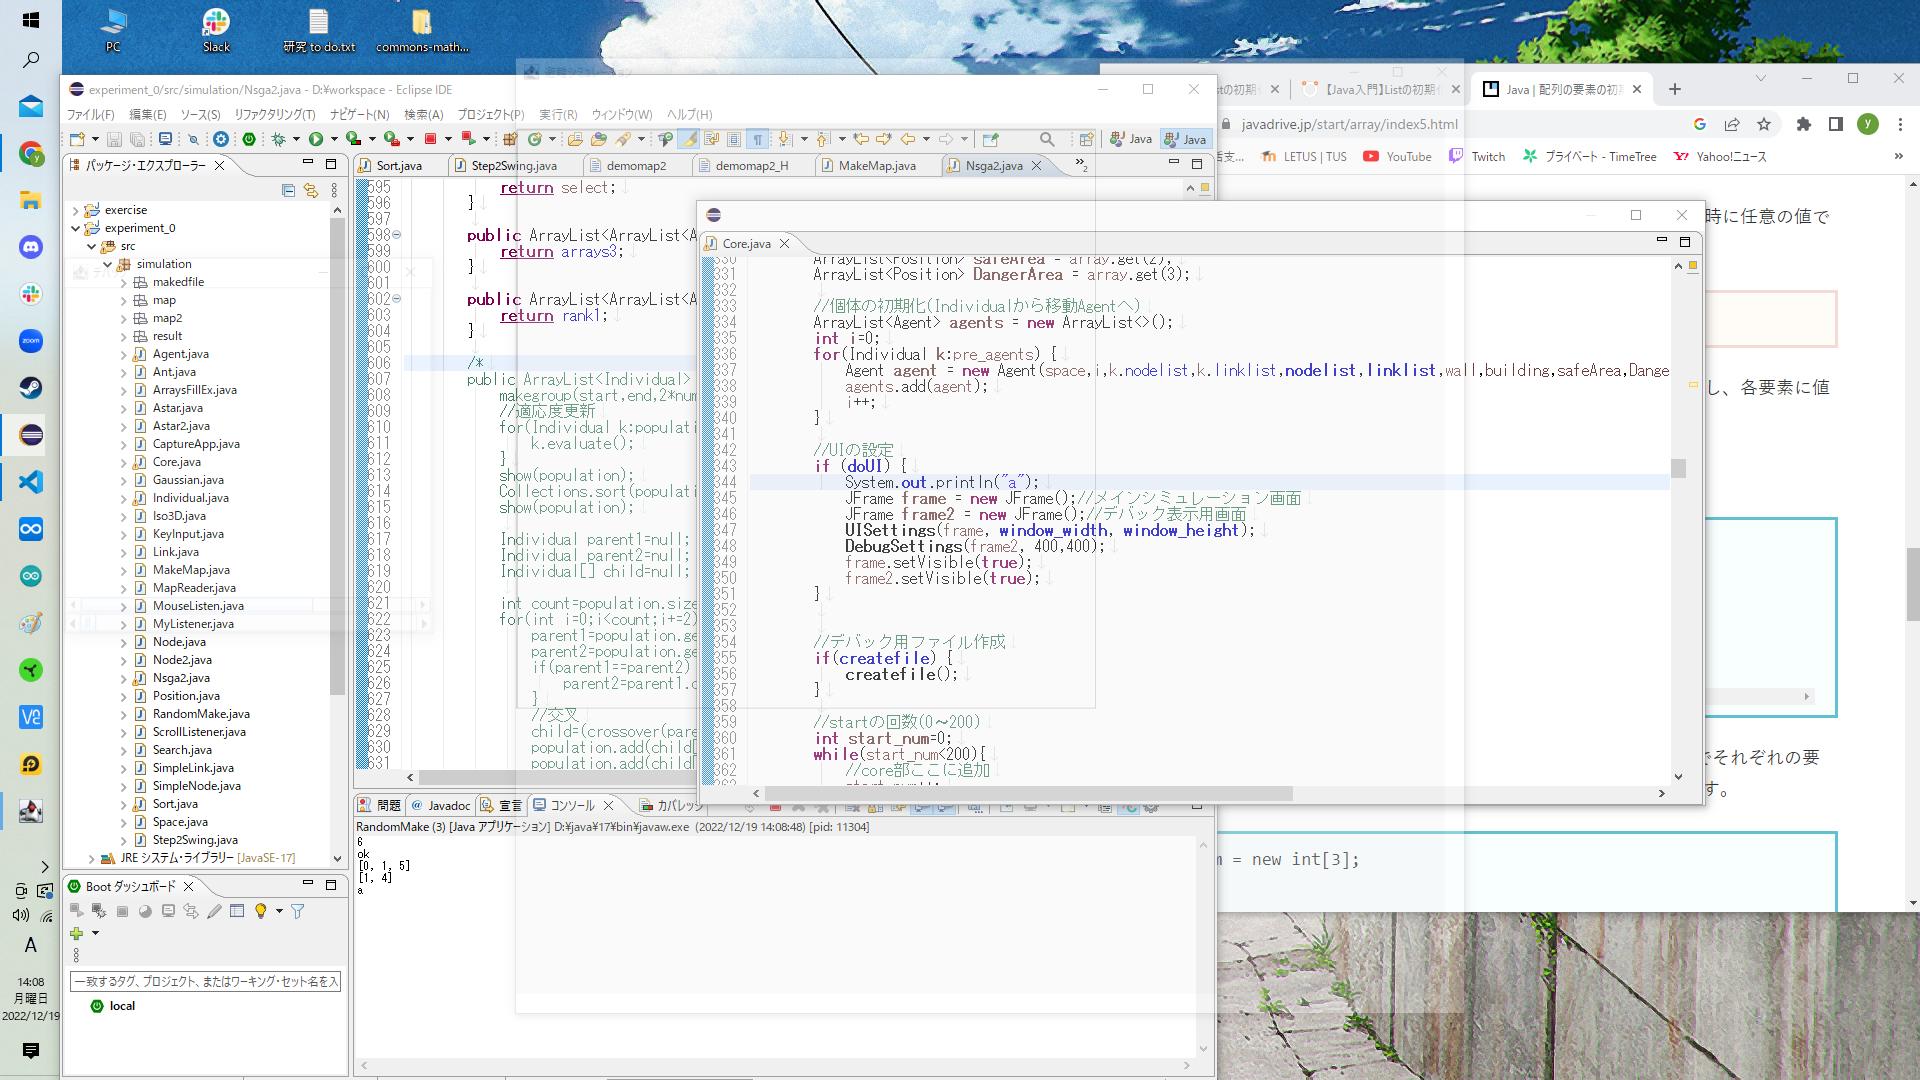 PC
Slack
研究 to do.txt
commons-math...
experiment_0/src/simulation/Nsga2.java - D:¥workspace - Eclipse IDE
ファイル(F) 編集(E) ソース(S) リファクタリング(T) ナビゲート(N) 検索(A) プロジェクト(P) 実行(R) ウィンドウ(W) ヘルプ(H)
Java
Java
パッケージ・エクスプローラー
exercise
experiment_0
src
simulation
makedfile
map
map2
result
Agent.java
Ant.java
ArraysFillEx.java
Astar.java
Astar2.java
CaptureApp.java
Core.java
Gaussian.java
Individual.java
Iso3D.java
KeyInput.java
Link.java
MakeMap.java
MapReader.java
MouseListen.java
MyListener.java
Node.java
Node2.java
Nsga2.java
Position.java
RandomMake.java
ScrollListener.java
Search.java
SimpleLink.java
SimpleNode.java
Sort.java
Space.java
Step2Swing.java
JRE システム・ライブラリー [JavaSE-17]
Boot ダッシュボード
一致するタグ、プロジェクト、またはワーキング・セット名を入
local
Sort.java Step2Swing.java demomap2 demomap2_H MakeMap.java Nsga2.java
595 return select;
596 }
597
598 public ArrayList<ArrayList<A
599 return arrays3;
600 }
601
602 public ArrayList<ArrayList<A
603 return rank1;
604 }
605
606 /*
607 public ArrayList<Individual>
608 makegroup(start,end,2*num
609 //適応度更新
610 for(Individual k:populati
611 k.evaluate();
612 }
613 show(population);
614 Collections.sort(populati
615 show(population);
616
617 Individual parent1=null;
618 Individual parent2=null;
619 Individual[] child=null;
620
621 int count=population.size
622 for(int i=0;i<count;i+=2)
623 parent1=population.ge
624 parent2=population.ge
625 if(parent1==parent2)
626 parent2=parent1.c
627 }
628 //交叉
629 child=(crossover(pare
630 population.add(child[
631 population.add(child[
Core.java
330 ArrayList<Position> safeArea = array.get(2);
331 ArrayList<Position> DangerArea = array.get(3);
332
333 //個体の初期化(Individualから移動Agentへ)
334 ArrayList<Agent> agents = new ArrayList<>();
335 int i=0;
336 for(Individual k:pre_agents) {
337 Agent agent = new Agent(space,i,k.nodelist,k.linklist,nodelist,linklist,wall,building,safeArea,Dange
338 agents.add(agent);
339 i++;
340 }
341
342 //UIの設定
343 if (doUI) {
344 System.out.println("a");
345 JFrame frame = new JFrame();//メインシミュレーション画面
346 JFrame frame2 = new JFrame();//デバック表示用画面
347 UISettings(frame, window_width, window_height);
348 DebugSettings(frame2, 400,400);
349 frame.setVisible(true);
350 frame2.setVisible(true);
351 }
352
353
354 //デバック用ファイル作成
355 if(createfile) {
356 createfile();
357 }
358
359 //startの回数(0～200)
360 int start_num=0;
361 while(start_num<200){
362 //core部ここに追加
問題 Javadoc 宣言 コンソール カバレッジ
RandomMake (3) [Java アプリケーション] D:¥java¥17¥bin¥javaw.exe (2022/12/19 14:08:48) [pid: 11304]
6
ok
[0, 1, 5]
[1, 4]
a
stの初期 【Java入門】Listの初期化 Java | 配列の要素の初
javadrive.jp/start/array/index5.html
LETUS | TUS YouTube Twitch プライベート - TimeTree Yahoo!ニュース
時に任意の値で
し、各要素に値
でそれぞれの要
す。
= new int[3];
A
14:08
月曜日
2022/12/19